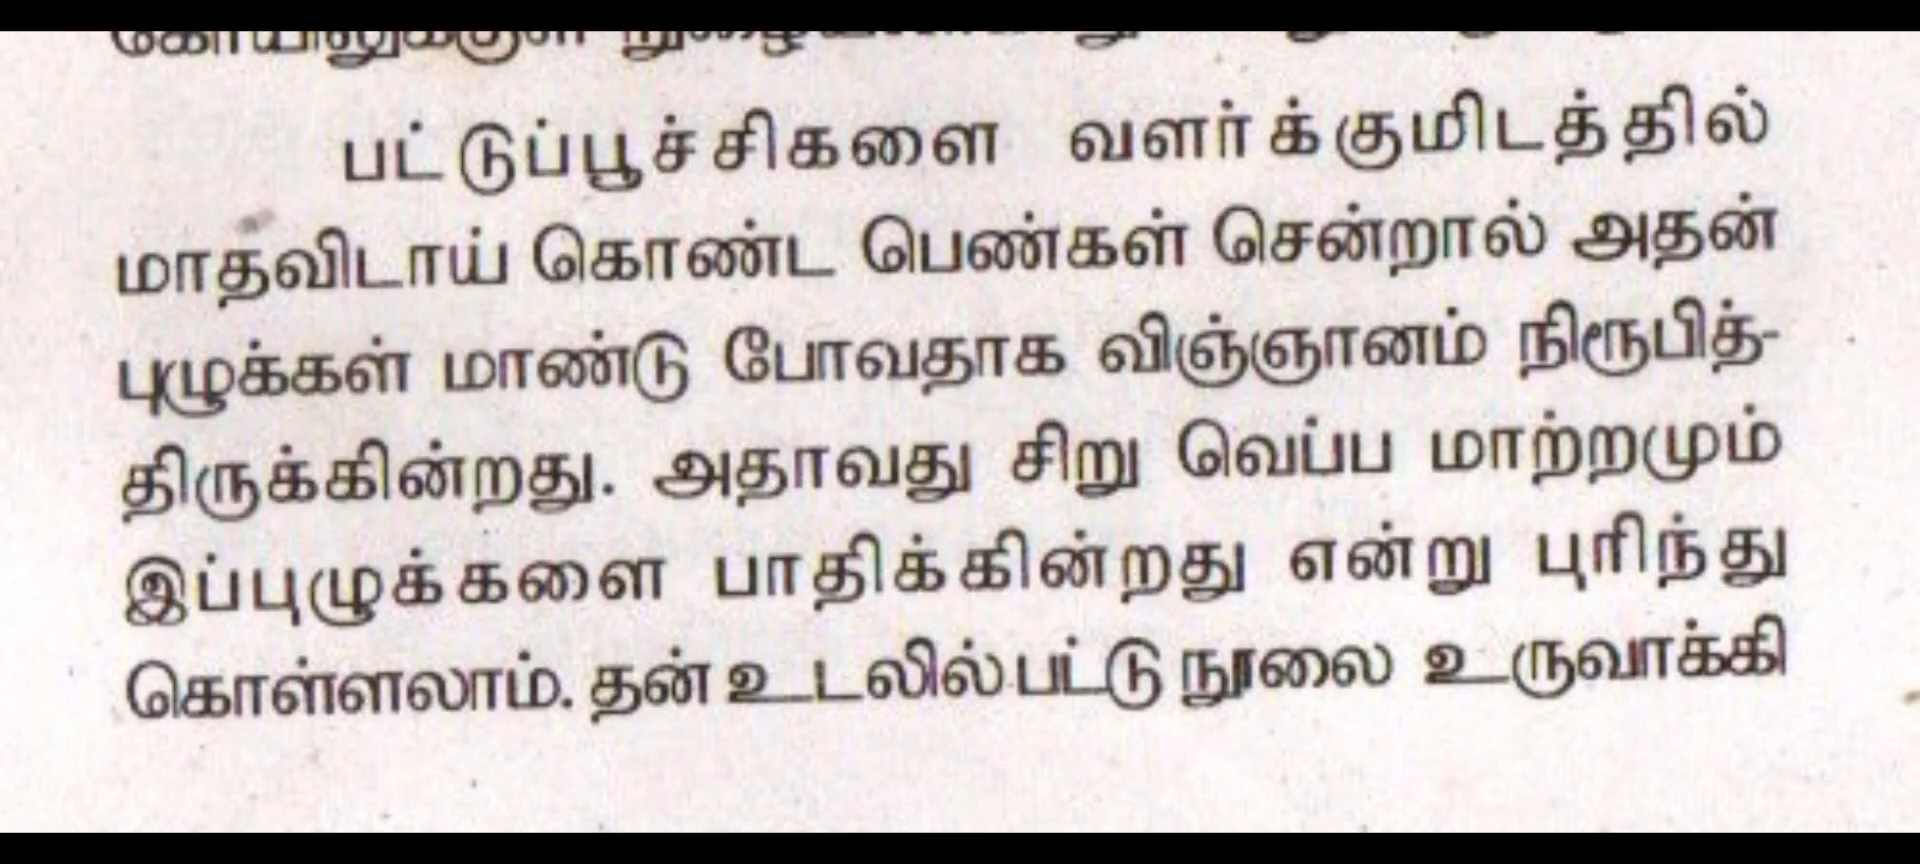 பட்டுப்பூச்சிகளை வளர்க்குமிடத்தில்
மாதவிடாய் கொண்ட பெண்கள் சென்றால் அதன்
புழுக்கள் மாண்டு போவதாக விஞ்ஞானம் நிரூபித்-
திருக்கின்றது. அதாவது சிறு வெப்ப மாற்றமும்
இப்புழுக்களை பாதிக்கின்றது என்று புரிந்து
கொள்ளலாம். தன் உடலில் பட்டு நூலை உருவாக்கி